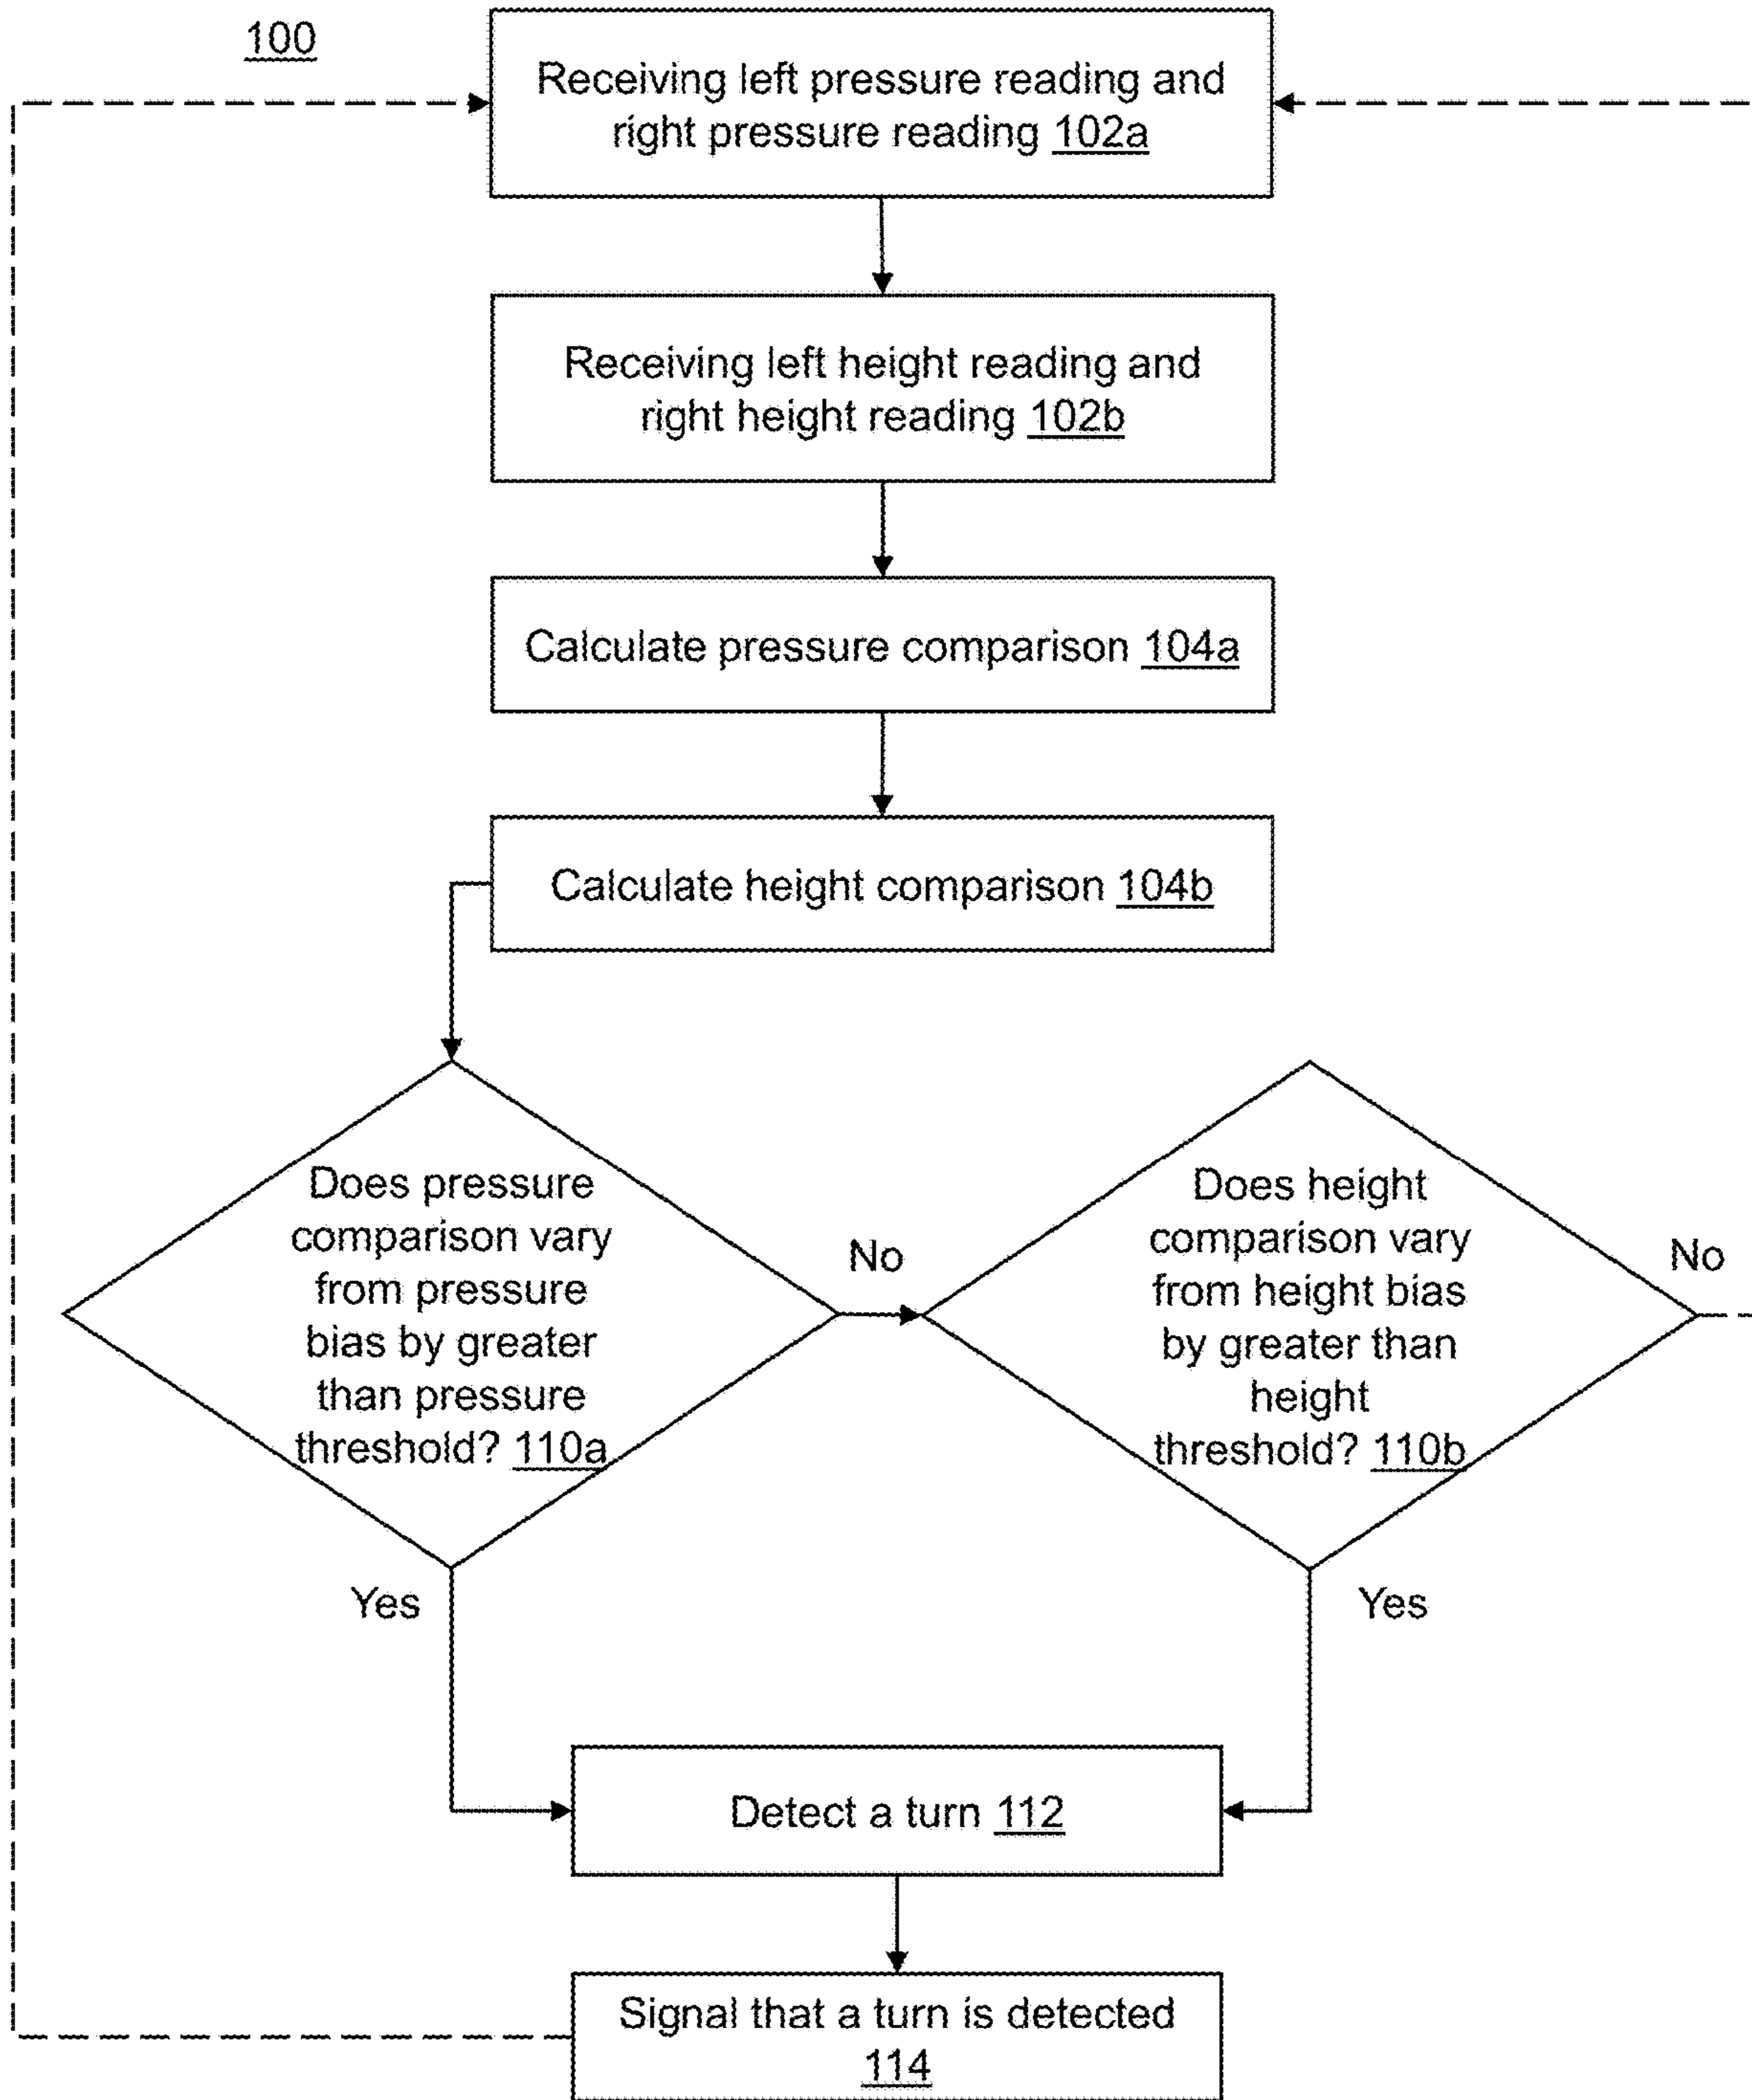 100
Receiving left pressure reading and
right pressure reading 102a
Receiving left height reading and
right height reading 102b
Calculate pressure comparison 104a
Calculate height comparison 104b
Does pressure
comparison vary
from pressure
bias by greater
than pressure
threshold? 110a
No
Does height
comparison vary
from height bias
by greater than
height
threshold? 110b
No
Yes
Yes
Detect a turn 112
Signal that a turn is detected
114